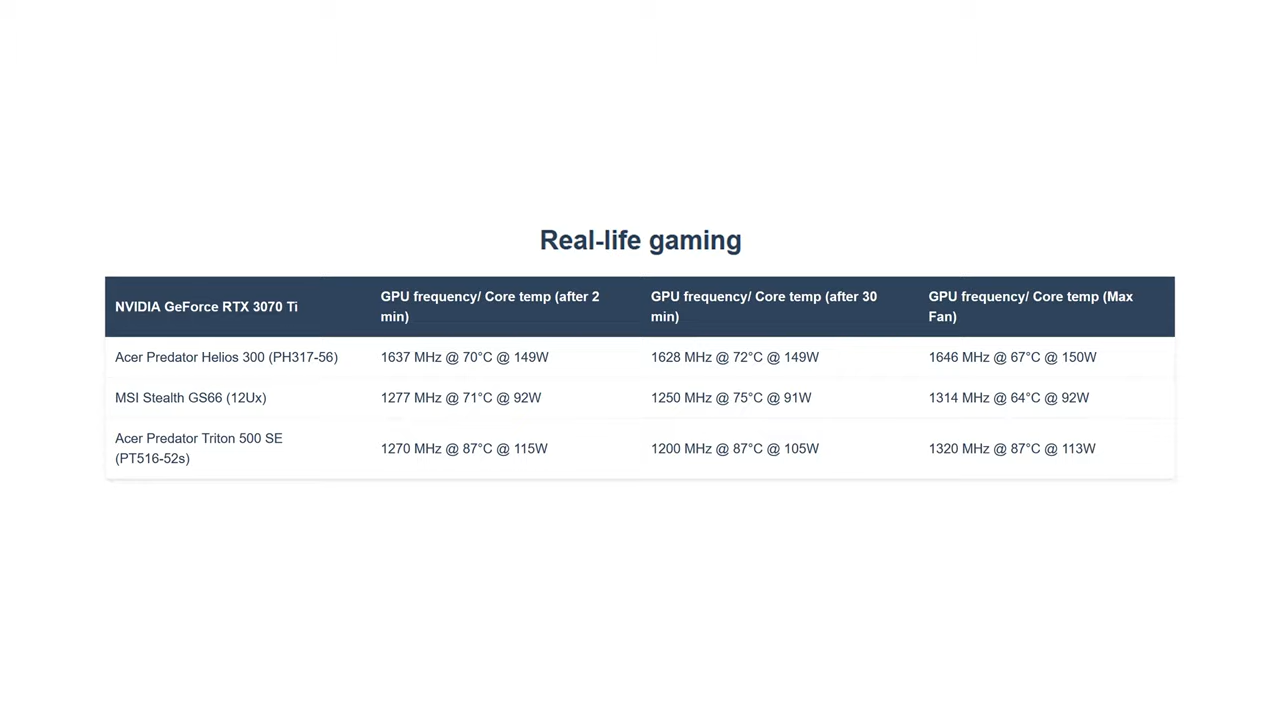 Real-life gaming
NVIDIA GeForce RTX 3070 Ti
GPU frequency/ Core temp (after 2
min)
GPU frequency/ Core temp (after 30
min)
GPU frequency/ Core temp (Max
Fan)
Acer Predator Helios 300 (PH317-56)
1637 MHz @ 70°C @ 149W
1628 MHz @ 72°C @ 149W
1646 MHz @ 67°C @ 150W
MSI Stealth GS66 (12Ux)
1277 MHz @ 71°C @ 92W
1250 MHz @ 75°C @ 91W
1314 MHz @ 64°C @ 92W
Acer Predator Triton 500 SE
(PT516-52s)
1270 MHz @ 87°C @ 115W
1200 MHz @ 87°C @ 105W
1320 MHz @ 87°C @ 113W